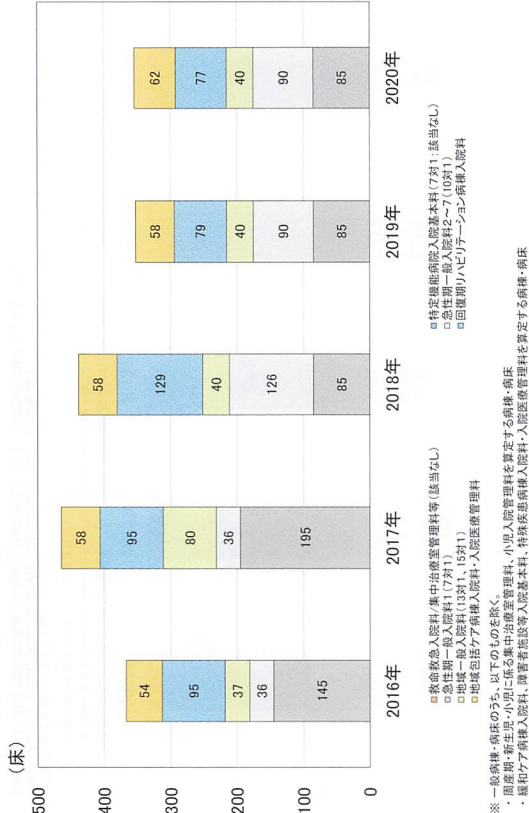 (床)
500
400
300
200
100
0
54
95
37
36
145
58
95
80
36
195
58
129
40
126
85
58
79
40
90
85
62
77
40
90
85
2016年
2017年
2018年
2019年
2020年
救命救急入院料/集中治療室管理料等(該当なし)
特定機能病院入院基本料(7対1:該当なし)
急性期一般入院料1(7対1)
急性期一般入院料2~7(10対1)
地域一般入院料(13対1、15対1)
回復期リハビリテーション病棟入院料
地域包括ケア病棟入院料・入院医療管理料
※ 一般病棟・病床のうち、以下のものを除く。
・周産期・新生児・小児に係る集中治療室管理料、小児入院管理料を算定する病棟・病床
・緩和ケア病棟入院料、障害者施設等入院基本料、特殊疾患病棟入院料・入院医療管理料を算定する病棟・病床